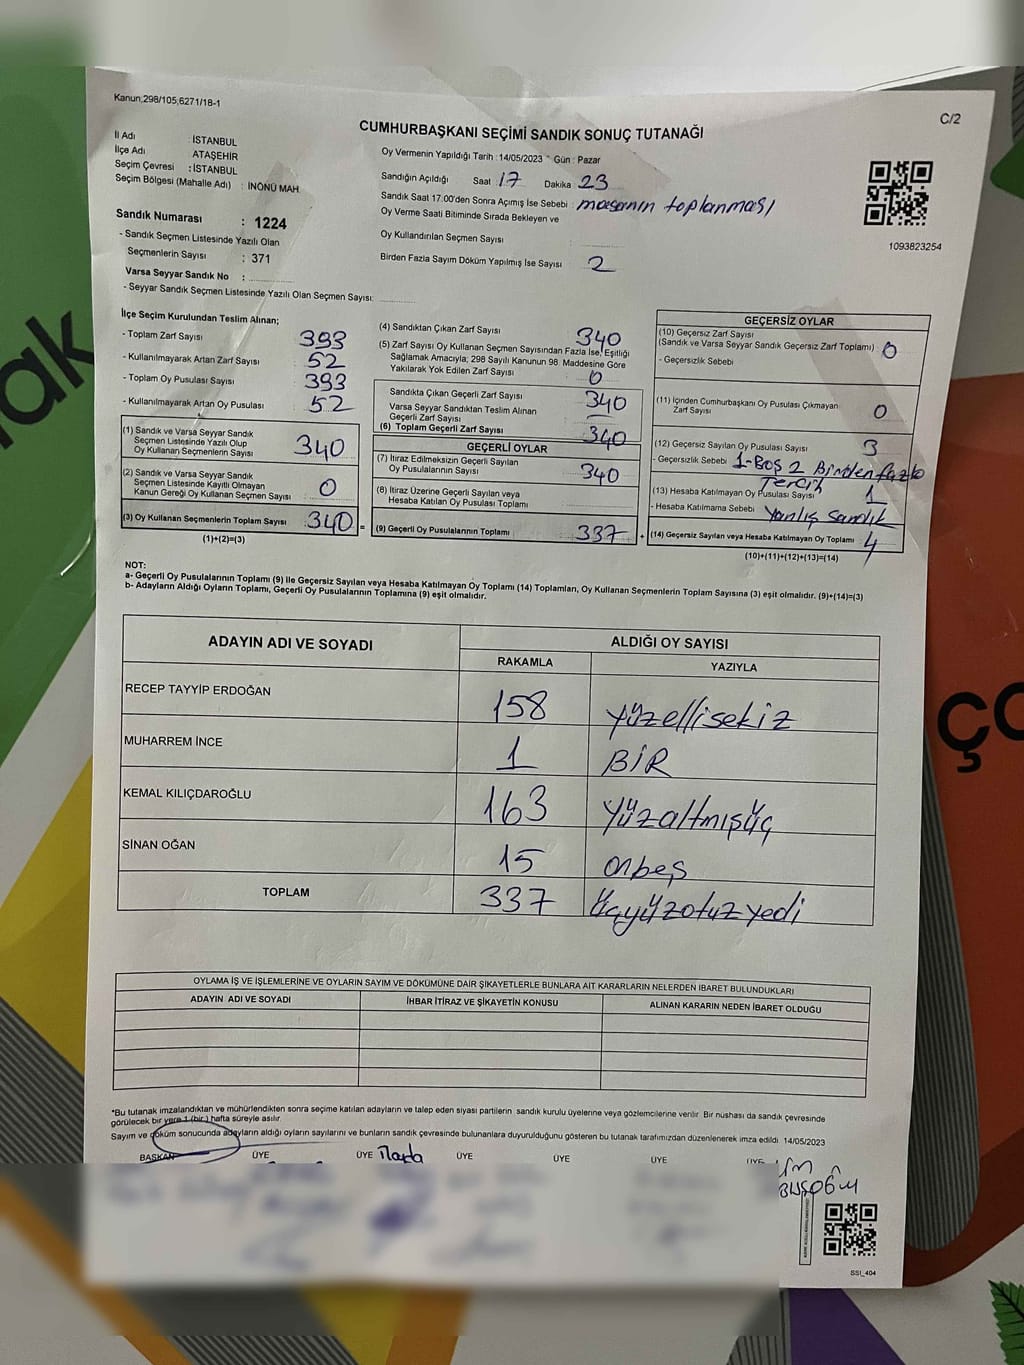 Kanun;298/105,6271/18-1
C/2
CUMHURBAŞKANI SEÇİMİ SANDIK SONUÇ TUTANAĞI
İl Adı : İSTANBUL
İlçe Adı : ATAŞEHİR
Seçim Çevresi : İSTANBUL
Seçim Bölgesi (Mahalle Adı) : İNÖNÜ MAH.
Sandık Numarası : 1224
- Sandık Seçmen Listesinde Yazılı Olan
Seçmenlerin Sayısı : 371
Varsa Seyyar Sandık No :
- Seyyar Sandık Seçmen Listesinde Yazılı Olan Seçmen Sayısı:
Oy Vermenin Yapıldığı Tarih : 14/05/2023 Gün : Pazar
Sandığın Açıldığı Saat 17 Dakika 23
Sandık Saat 17.00'den Sonra Açımış İse Sebebi : masanın toplanması
Oy Verme Saati Bitiminde Sırada Bekleyen ve
Oy Kullandırılan Seçmen Sayısı :
Birden Fazla Sayım Döküm Yapılmış İse Sayısı 2
1093823254
İlçe Seçim Kurulundan Teslim Alınan;
- Toplam Zarf Sayısı 393
- Kullanılmayarak Artan Zarf Sayısı 52
- Toplam Oy Pusulası Sayısı 393
- Kullanılmayarak Artan Oy Pusulası 52
(1) Sandık ve Varsa Seyyar Sandık
Seçmen Listesinde Yazılı Olup
Oy Kullanan Seçmenlerin Sayısı 340
(2) Sandık ve Varsa Seyyar Sandık
Seçmen Listesinde Kayıtlı Olmayan
Kanun Gereği Oy Kullanan Seçmen Sayısı 0
(3) Oy Kullanan Seçmenlerin Toplam Sayısı 340 =
(1)+(2)=(3)
(4) Sandıktan Çıkan Zarf Sayısı 340
(5) Zarf Sayısı Oy Kullanan Seçmen Sayısından Fazla İse, Eşitliği
Sağlamak Amacıyla; 298 Sayılı Kanunun 98. Maddesine Göre
Yakılarak Yok Edilen Zarf Sayısı : 0
Sandıkta Çıkan Geçerli Zarf Sayısı 340
Varsa Seyyar Sandıktan Teslim Alınan
Geçerli Zarf Sayısı
(6) Toplam Geçerli Zarf Sayısı 340
GEÇERLİ OYLAR
(7) İtiraz Edilmeksizin Geçerli Sayılan
Oy Pusulalarının Sayısı : 340
(8) İtiraz Üzerine Geçerli Sayılan veya
Hesaba Katılan Oy Pusulası Toplamı
(9) Geçerli Oy Pusulalarının Toplamı 337 +
GEÇERSİZ OYLAR
(10) Geçersiz Zarf Sayısı
(Sandık ve Varsa Seyyar Sandık Geçersiz Zarf Toplamı) : 0
- Geçersizlik Sebebi
(11) İçinden Cumhurbaşkanı Oy Pusulası Çıkmayan
Zarf Sayısı 0
(12) Geçersiz Sayılan Oy Pusulası Sayısı 3
- Geçersizlik Sebebi : 1-Boş 2 Birden fazla
Tercih
(13) Hesaba Katılmayan Oy Pusulası Sayısı 1
- Hesaba Katılmama Sebebi Yanlış Sandık
(14) Geçersiz Sayılan veya Hesaba Katılmayan Oy Toplamı 4
(10)+(11)+(12)+(13)=(14)
NOT:
a- Geçerli Oy Pusulalarının Toplamı (9) ile Geçersiz Sayılan veya Hesaba Katılmayan Oy Toplamı (14) Toplamları, Oy Kullanan Seçmenlerin Toplam Sayısına (3) eşit olmalıdır. (9)+(14)=(3)
b- Adayların Aldığı Oyların Toplamı, Geçerli Oy Pusulalarının Toplamına (9) eşit olmalıdır.
ADAYIN ADI VE SOYADI
ALDIĞI OY SAYISI
RAKAMLA YAZIYLA
RECEP TAYYİP ERDOĞAN 158 yüzellisekiz
MUHARREM İNCE 1 BİR
KEMAL KILIÇDAROĞLU 163 yüzaltmışüç
SİNAN OĞAN 15 onbeş
TOPLAM 337 üçyüzotuzyedi
OYLAMA İŞ VE İŞLEMLERİNE VE OYLARIN SAYIM VE DÖKÜMÜNE DAİR ŞİKAYETLERLE BUNLARA AİT KARARLARIN NELERDEN İBARET BULUNDUKLARI
ADAYIN ADI VE SOYADI İHBAR İTİRAZ VE ŞİKAYETİN KONUSU ALINAN KARARIN NEDEN İBARET OLDUĞU
*Bu tutanak imzalandıktan ve mühürlendikten sonra seçime katılan adayların ve talep eden siyasi partilerin sandık kurulu üyelerine veya gözlemcilerine verilir. Bir nüshası da sandık çevresinde
görülecek bir yere 1 (bir) hafta süreyle asılır.
Sayım ve döküm sonucunda adayların aldığı oyların sayılarını ve bunların sandık çevresinde bulunanlara duyurulduğunu gösteren bu tutanak tarafımızdan düzenlenerek imza edildi. 14/05/2023
BAŞKAN ÜYE ÜYE ÜYE ÜYE ÜYE ÜYE
SSİ_404
ak
ço